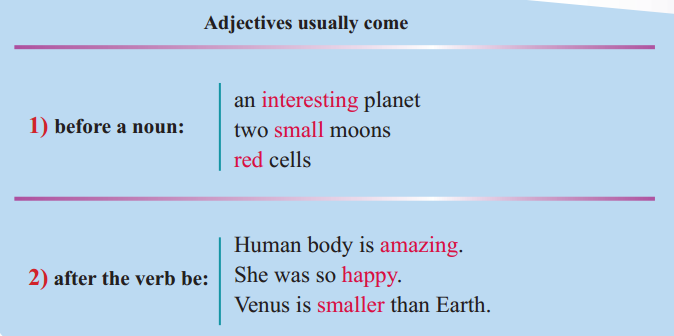 Adjectives usually come
1) before a noun:
an interesting planet
two small moons
red cells
2) after the verb be:
Human body is amazing.
She was so happy.
Venus is smaller than Earth.